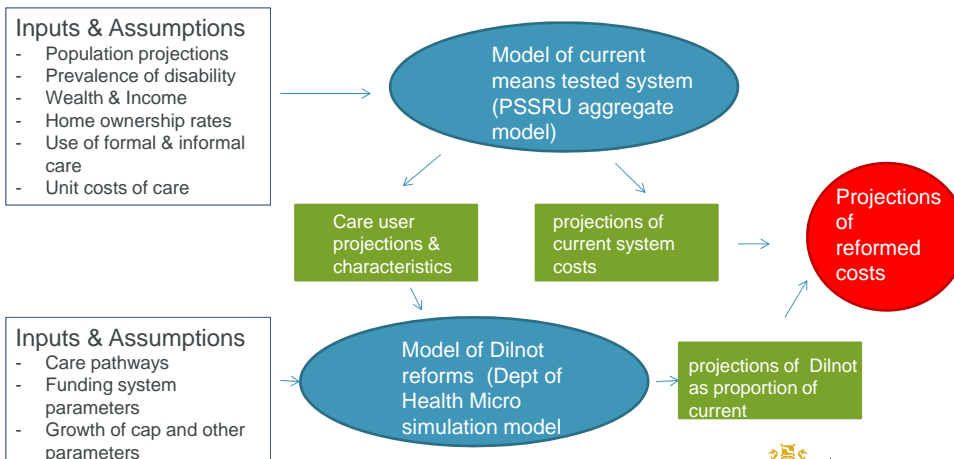 Inputs & Assumptions
- Population projections
- Prevalence of disability
- Wealth & Income
- Home ownership rates
- Use of formal & informal
care
- Unit costs of care
Model of current
means tested system
(PSSRU aggregate
model)
Care user
projections &
characteristics
projections of
current system
costs
Projections
of
reformed
costs
Inputs & Assumptions
- Care pathways
- Funding system
parameters
- Growth of cap and other
parameters
Model of Dilnot
reforms (Dept of
Health Micro
simulation model
projections of Dilnot
as proportion of
current